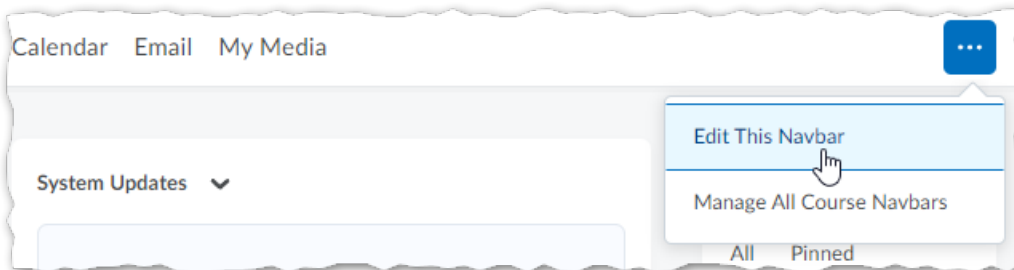 Calendar Email My Media
...
Edit This Navbar
System Updates
Manage All Course Navbars
All Pinned